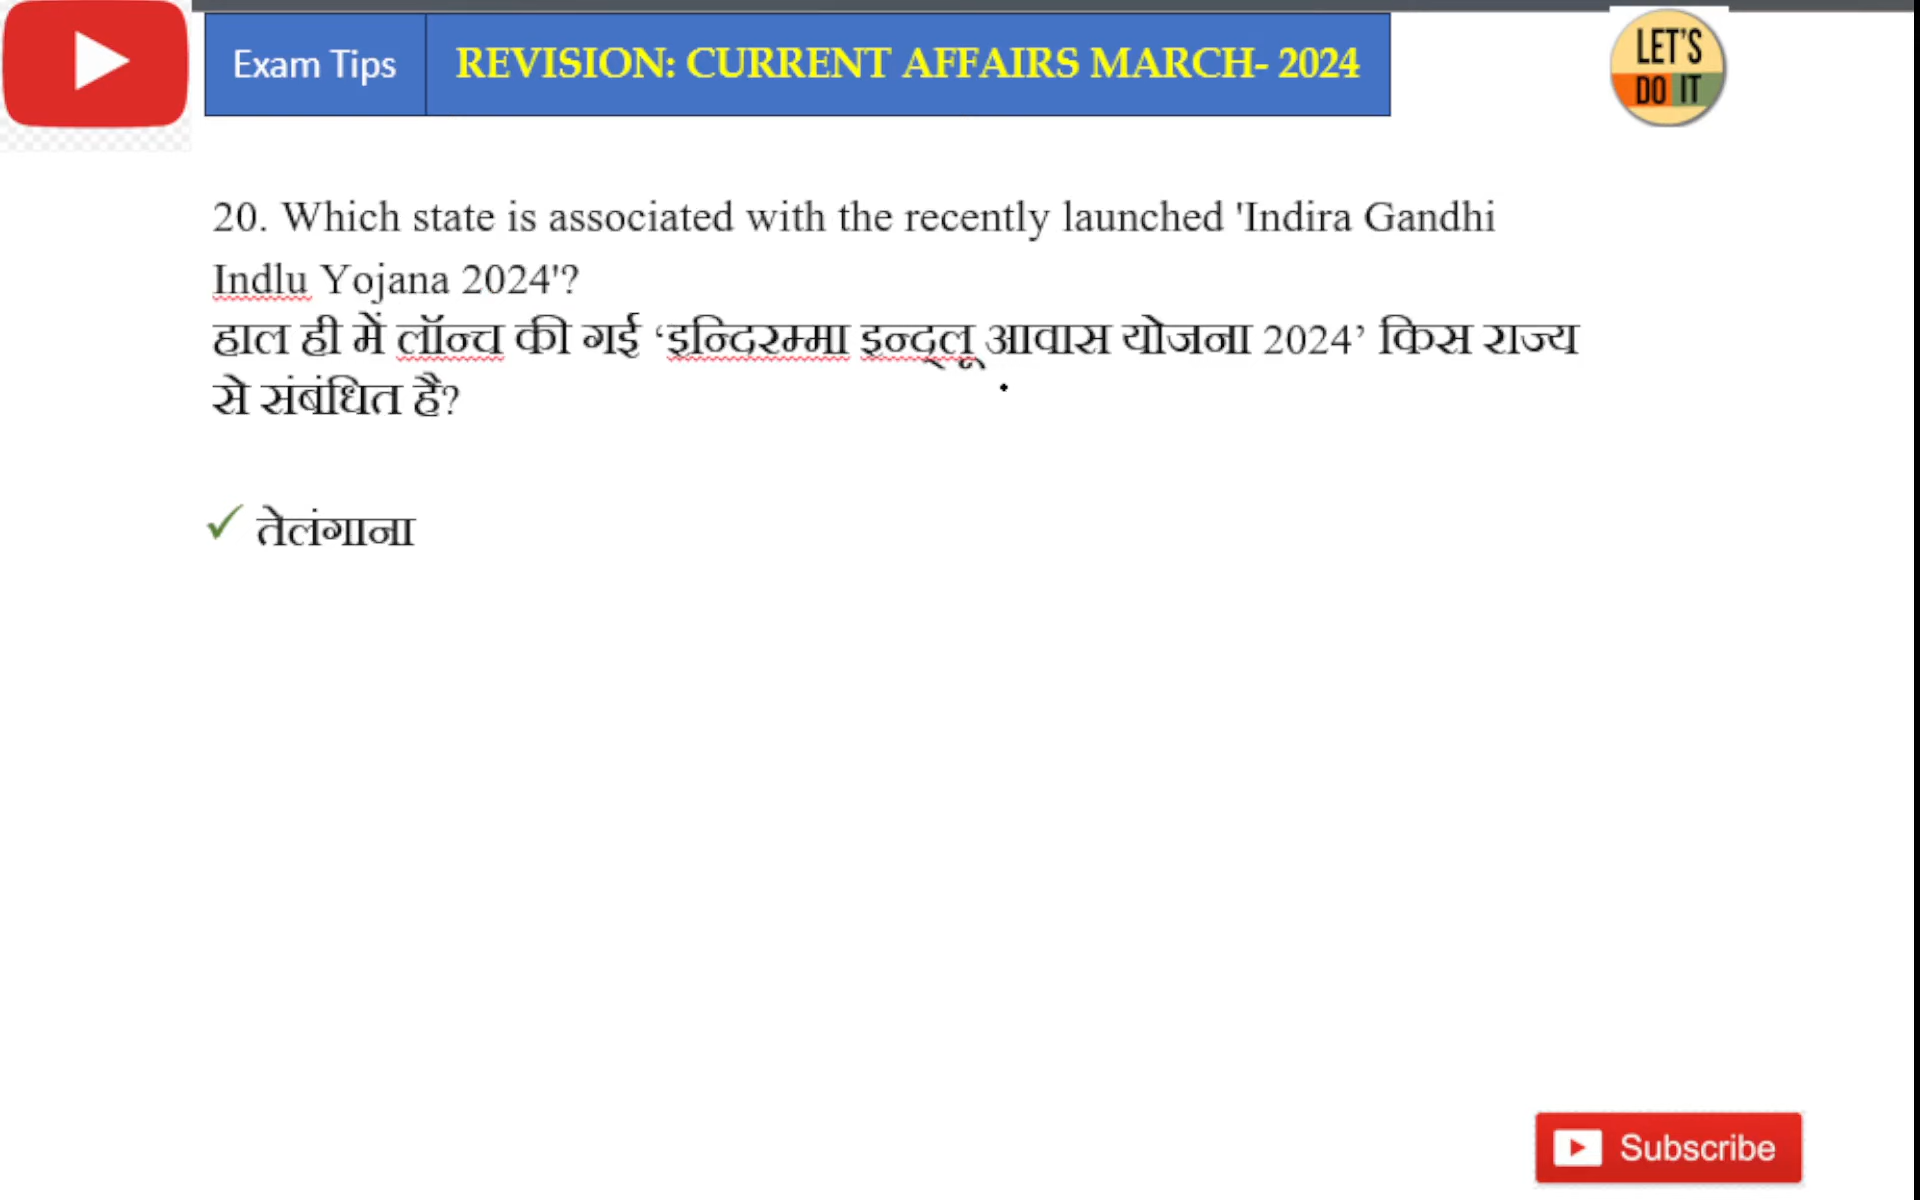 Exam Tips
REVISION: CURRENT AFFAIRS MARCH- 2024
LET'S
DO IT
20. Which state is associated with the recently launched 'Indira Gandhi
Indlu Yojana 2024'?
हाल ही में लॉन्च की गई ‘इन्दिरम्मा इन्द्लू आवास योजना 2024’ किस राज्य
से संबंधित है?
✓ तेलंगाना
Subscribe